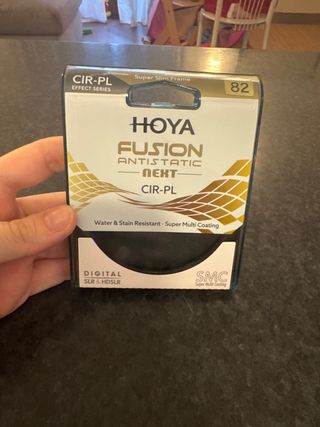 CIR-PL
EFFECT SERIES
Super Slim Frame
82
HOYA
FUSION
ANTISTATIC
NEXT
CIR-PL
Water & Stain Resistant · Super Multi Coating
DIGITAL
SLR & HDSLR
SMC
Super Multi Coating